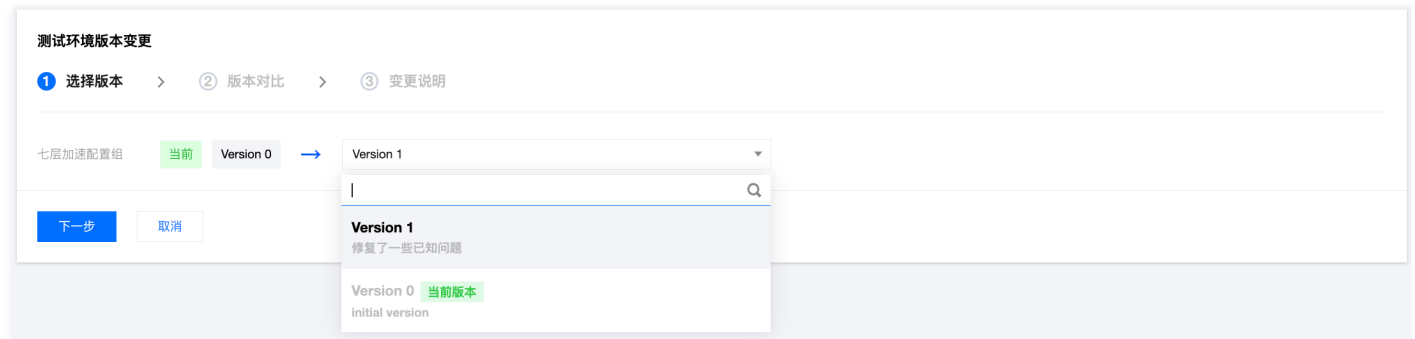 测试环境版本变更
1 选择版本 > 2 版本对比 > 3 变更说明
七层加速配置组 当前 Version 0 → Version 1
Version 1
修复了一些已知问题
下一步 取消
Version 0 当前版本
initial version